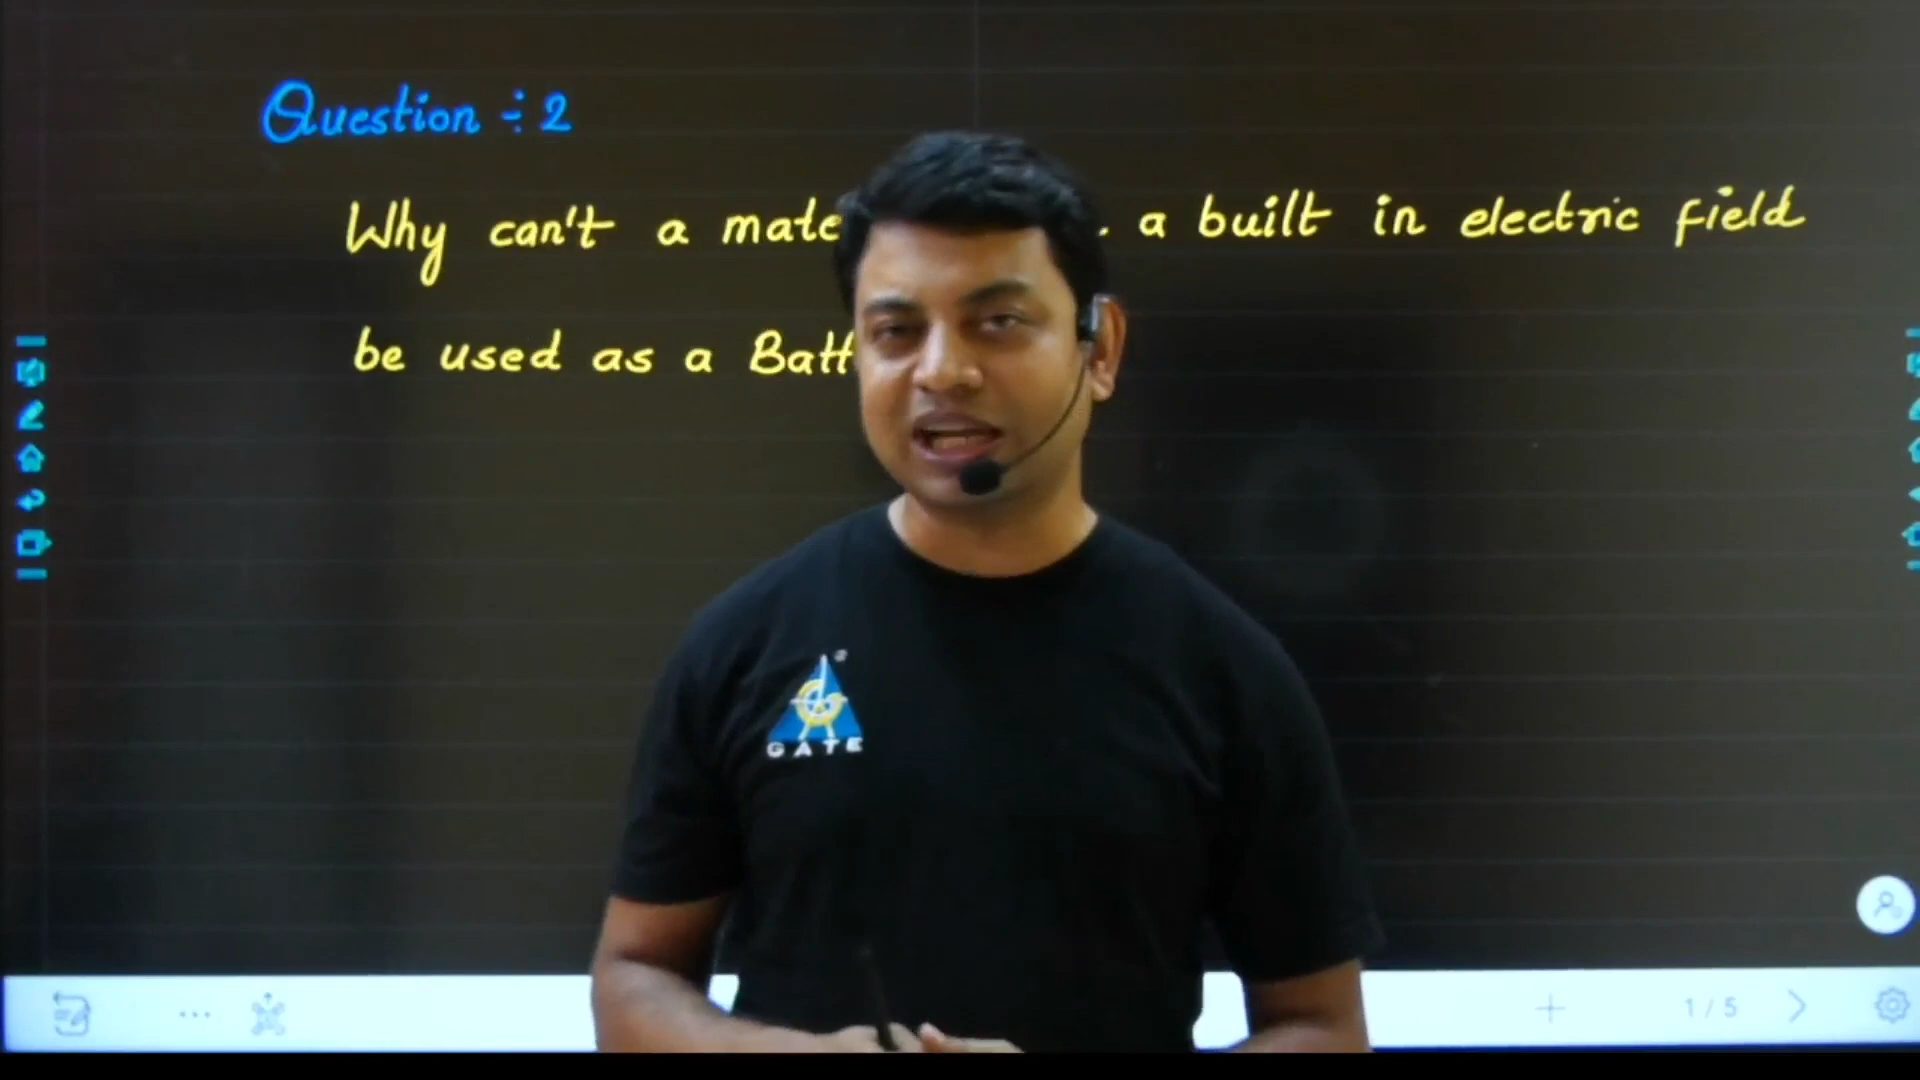 Question ÷ 2
Why can't a mate . a built in electric field
be used as a Batt
GATE
1 / 5